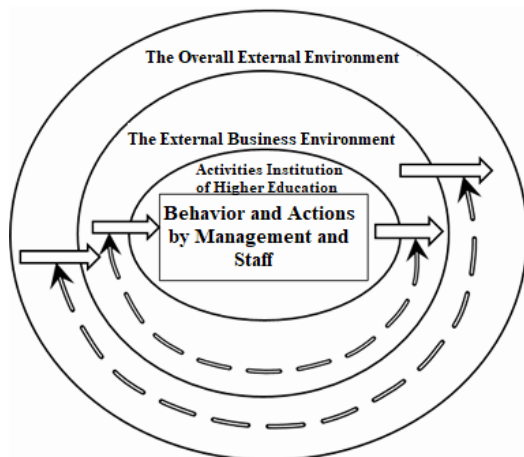 The Overall External Environment
The External Business Environment
Activities Institution
of Higher Education
Behavior and Actions
by Management and
Staff